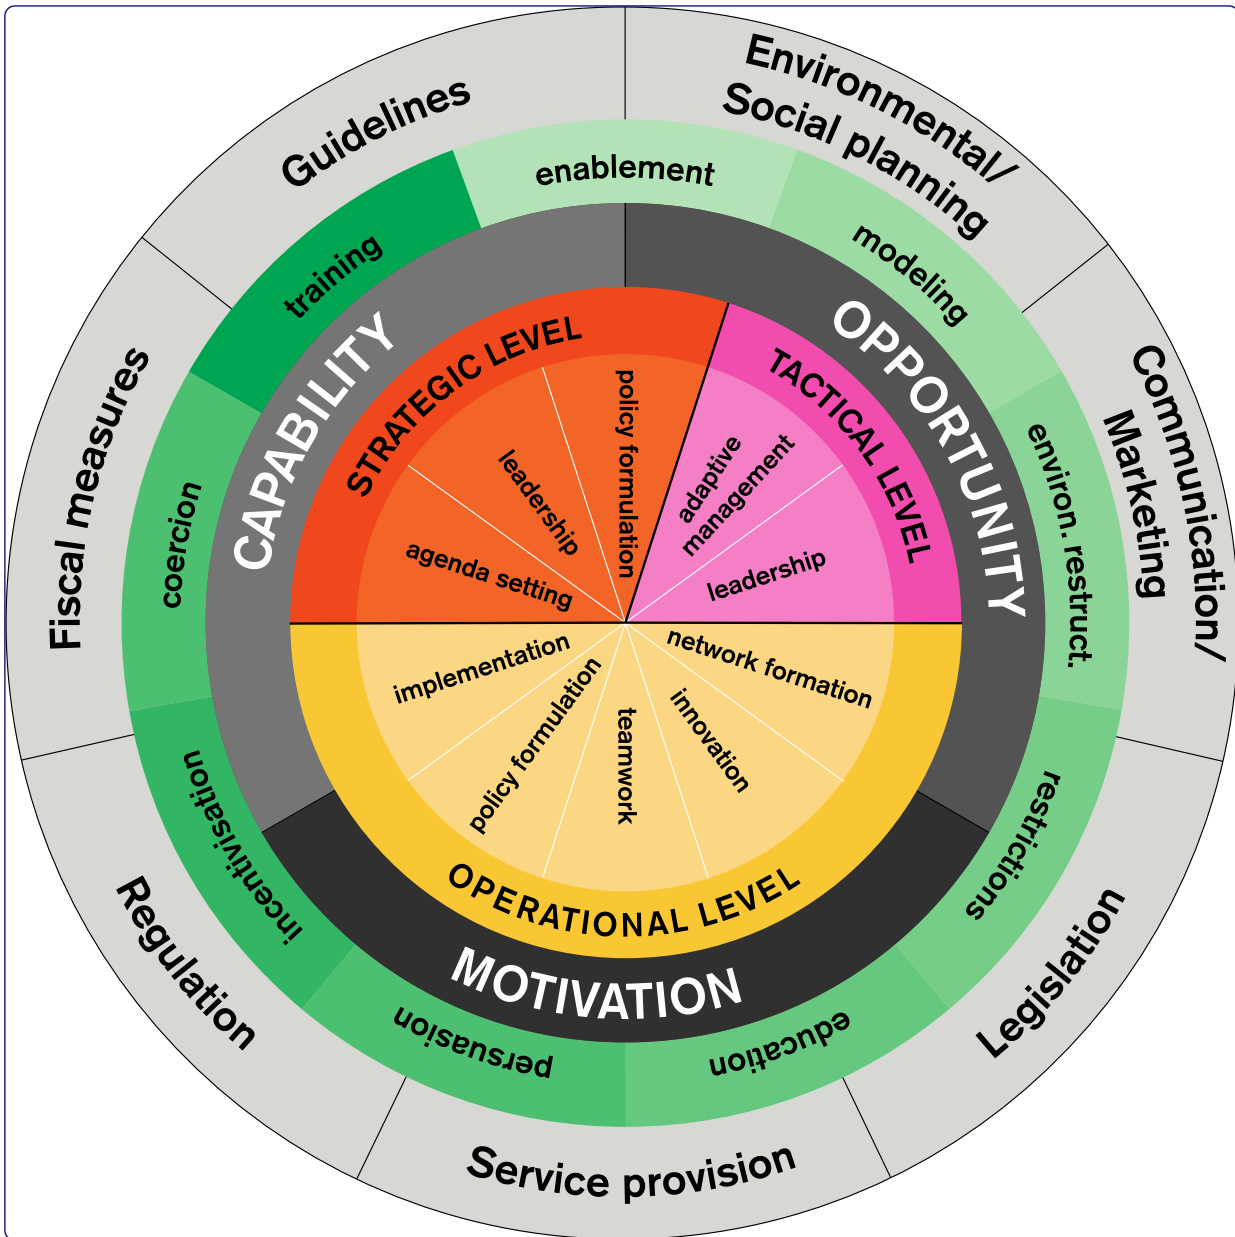 Guidelines
Environmental/
Social planning
Communication/
Marketing
Legislation
Service provision
Regulation
Fiscal measures
enablement
modeling
environ. restruct.
restrictions
education
persuasion
incentivisation
coercion
training
CAPABILITY
OPPORTUNITY
MOTIVATION
STRATEGIC LEVEL
agenda setting
leadership
policy formulation
TACTICAL LEVEL
adaptive
management
leadership
OPERATIONAL LEVEL
network formation
innovation
teamwork
policy formulation
implementation